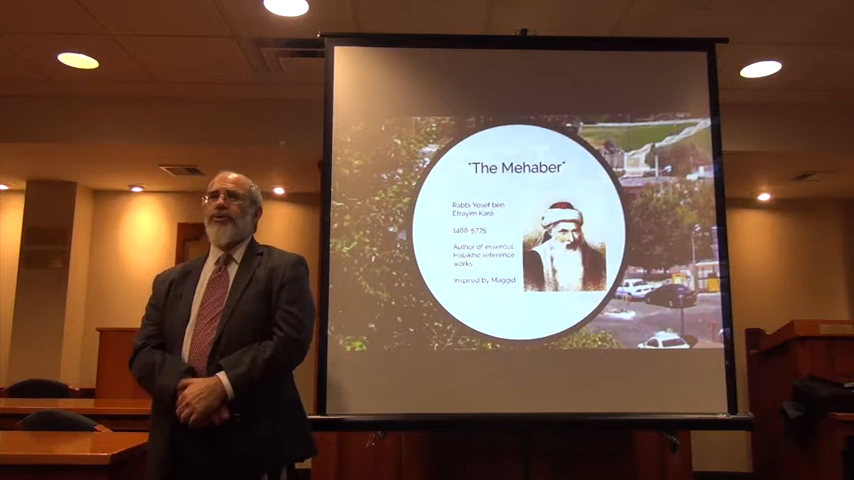 "The Mehaber"
Rabbi Yosef ben
Efrayim Karo
1488-5775
Author of essential
Halakhic reference
works
Inspired by Maggid